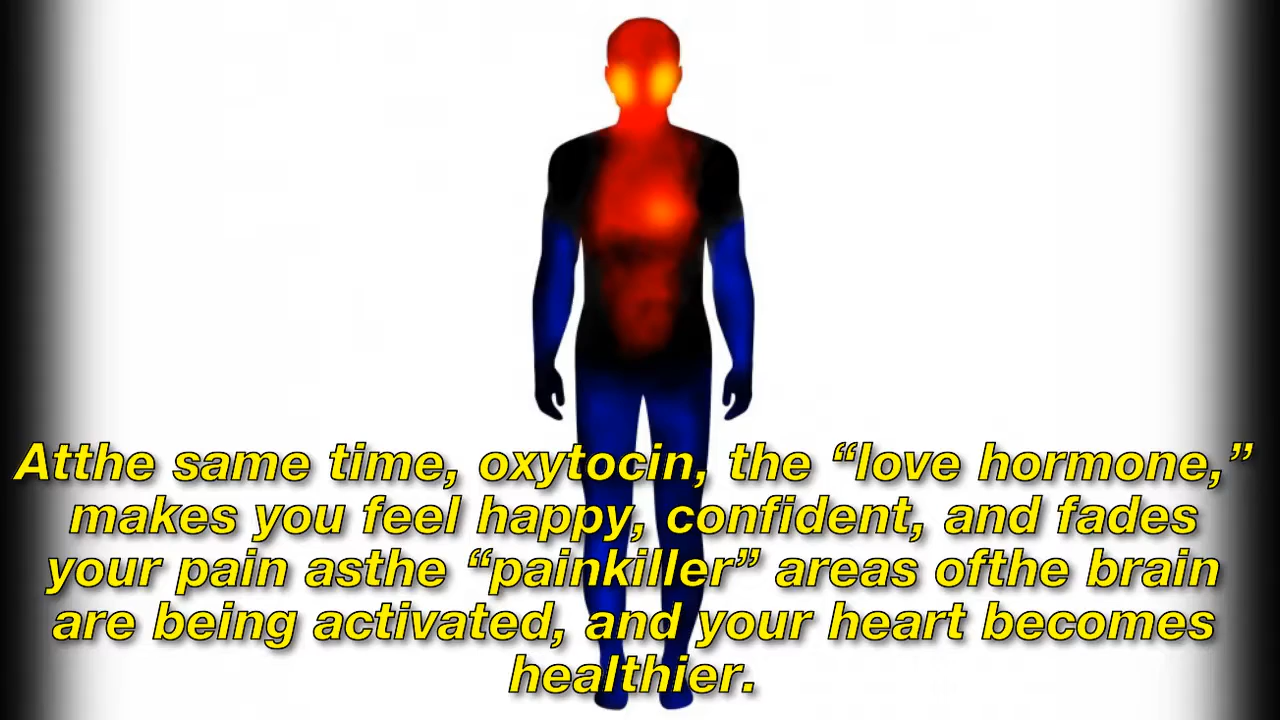 Atthe same time, oxytocin, the “love hormone,”
makes you feel happy, confident, and fades
your pain asthe “painkiller” areas ofthe brain
are being activated, and your heart becomes
healthier.